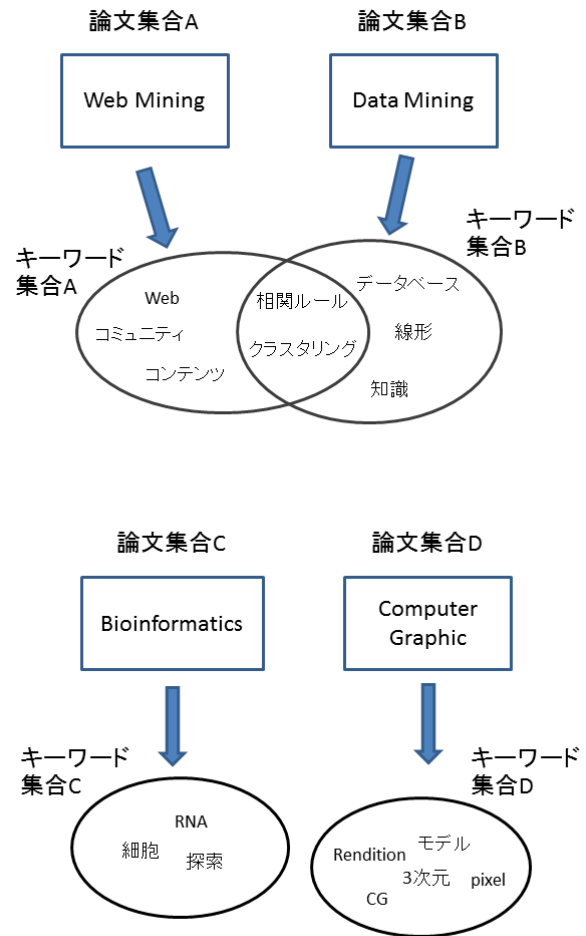 論文集合A
論文集合B
Web Mining
Data Mining
キーワード
集合A
キーワード
集合B
Web
コミュニティ
コンテンツ
相関ルール
クラスタリング
データベース
線形
知識
論文集合C
論文集合D
Bioinformatics
Computer
Graphic
キーワード
集合C
キーワード
集合D
RNA
細胞
探索
Rendition
モデル
3次元
pixel
CG